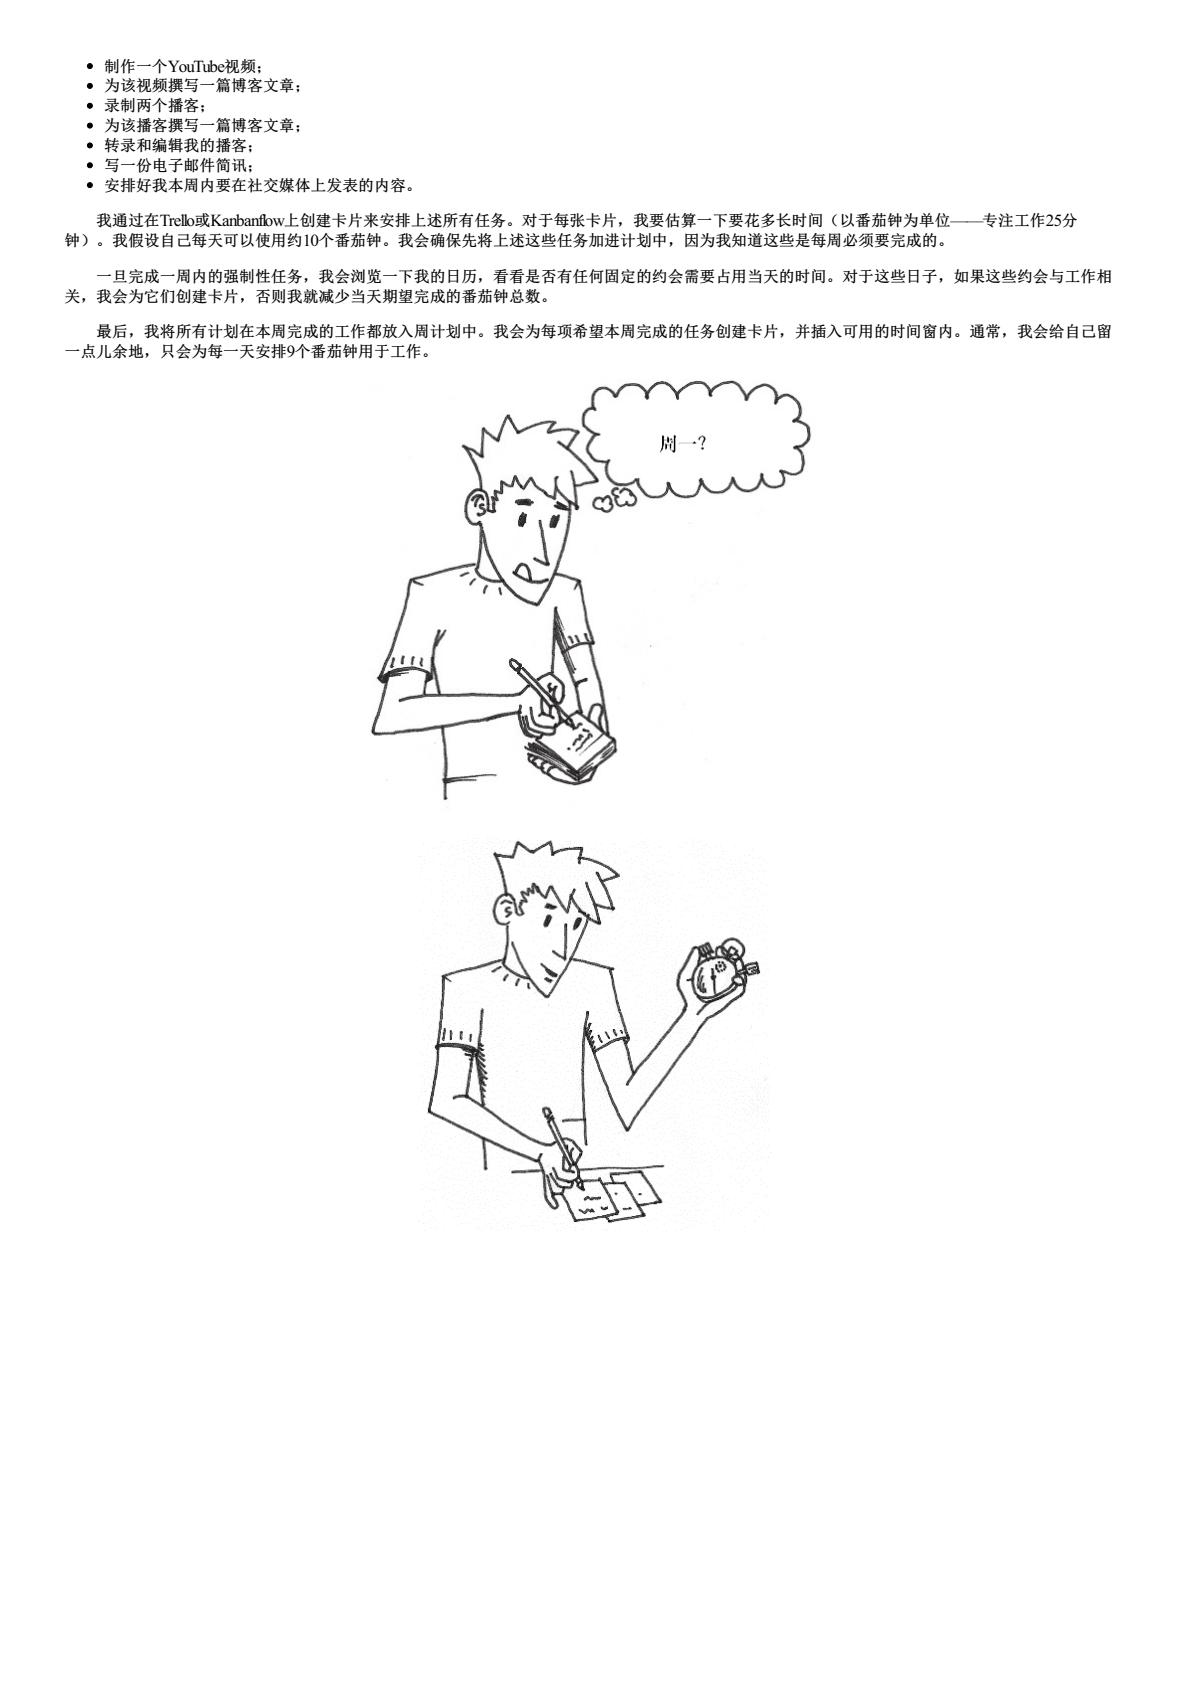 • 制作一个YouTube视频；
• 为该视频撰写一篇博客文章；
• 录制两个播客；
• 为该播客撰写一篇博客文章；
• 转录和编辑我的播客；
• 写一份电子邮件简讯；
• 安排好我本周内要在社交媒体上发表的内容。
我通过在Trello或Kanbanflow上创建卡片来安排上述所有任务。对于每张卡片，我要估算一下要花多长时间（以番茄钟为单位——专注工作25分
钟）。我假设自己每天可以使用约10个番茄钟。我会确保先将上述这些任务加进计划中，因为我知道这些是每周必须要完成的。
一旦完成一周内的强制性任务，我会浏览一下我的日历，看看是否有任何固定的约会需要占用当天的时间。对于这些日子，如果这些约会与工作相
关，我会为它们创建卡片，否则我就减少当天期望完成的番茄钟总数。
最后，我将所有计划在本周完成的工作都放入周计划中。我会为每项希望本周完成的任务创建卡片，并插入可用的时间窗内。通常，我会给自己留
一点儿余地，只会为每一天安排9个番茄钟用于工作。
周一？